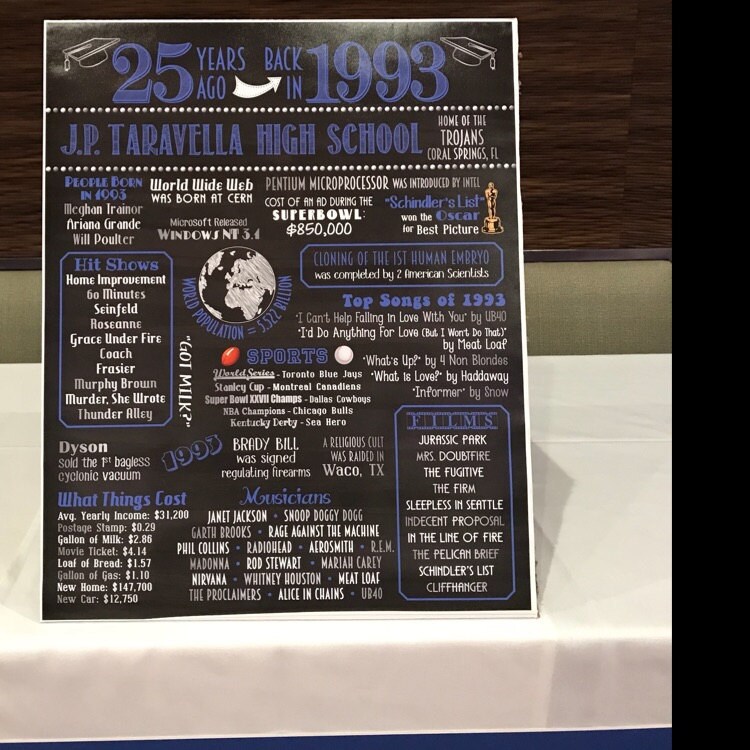 25 YEARS AGO BACK IN 1993
J.P. TARAVELLA HIGH SCHOOL
HOME OF THE
TROJANS
CORAL SPRINGS, FL
PEOPLE BORN
IN 1993
Meghan Trainor
Ariana Grande
Will Poulter
World Wide Web
WAS BORN AT CERN
Microsoft Released
WINDOWS NT 3.1
PENTIUM MICROPROCESSOR WAS INTRODUCED BY INTEL
COST OF AN AD DURING THE
SUPERBOWL:
$850,000
"Schindler's List"
won the Oscar
for Best Picture
CLONING OF THE 1ST HUMAN EMBRYO
was completed by 2 American Scientists
Hit Shows
Home Improvement
60 Minutes
Seinfeld
Roseanne
Grace Under Fire
Coach
Frasier
Murphy Brown
Murder, She Wrote
Thunder Alley
WORLD POPULATION = 5.522 BILLION
"GOT MILK?"
Top Songs of 1993
"I Can't Help Falling in Love With You" by UB40
"I'd Do Anything For Love (But I Won't Do That)"
by Meat Loaf
"What's Up?" by 4 Non Blondes
"What is Love?" by Haddaway
"Informer" by Snow
SPORTS
World Series - Toronto Blue Jays
Stanley Cup - Montreal Canadiens
Super Bowl XXVII Champs - Dallas Cowboys
NBA Champions - Chicago Bulls
Kentucky Derby - Sea Hero
Dyson
sold the 1st bagless
cyclonic vacuum
1993
BRADY BILL
was signed
regulating firearms
A RELIGIOUS CULT
WAS RAIDED IN
WACO, TX
FILMS
JURASSIC PARK
MRS. DOUBTFIRE
THE FUGITIVE
THE FIRM
SLEEPLESS IN SEATTLE
INDECENT PROPOSAL
IN THE LINE OF FIRE
THE PELICAN BRIEF
SCHINDLER'S LIST
CLIFFHANGER
What Things Cost
Avg. Yearly Income: $31,200
Postage Stamp: $0.29
Gallon of Milk: $2.86
Movie Ticket: $4.14
Loaf of Bread: $1.57
Gallon of Gas: $1.10
New Home: $147,700
New Car: $12,750
Musicians
JANET JACKSON • SNOOP DOGGY DOGG
GARTH BROOKS • RAGE AGAINST THE MACHINE
PHIL COLLINS • RADIOHEAD • AEROSMITH • R.E.M.
MADONNA • ROD STEWART • MARIAH CAREY
NIRVANA • WHITNEY HOUSTON • MEAT LOAF
THE PROCLAIMERS • ALICE IN CHAINS • UB40